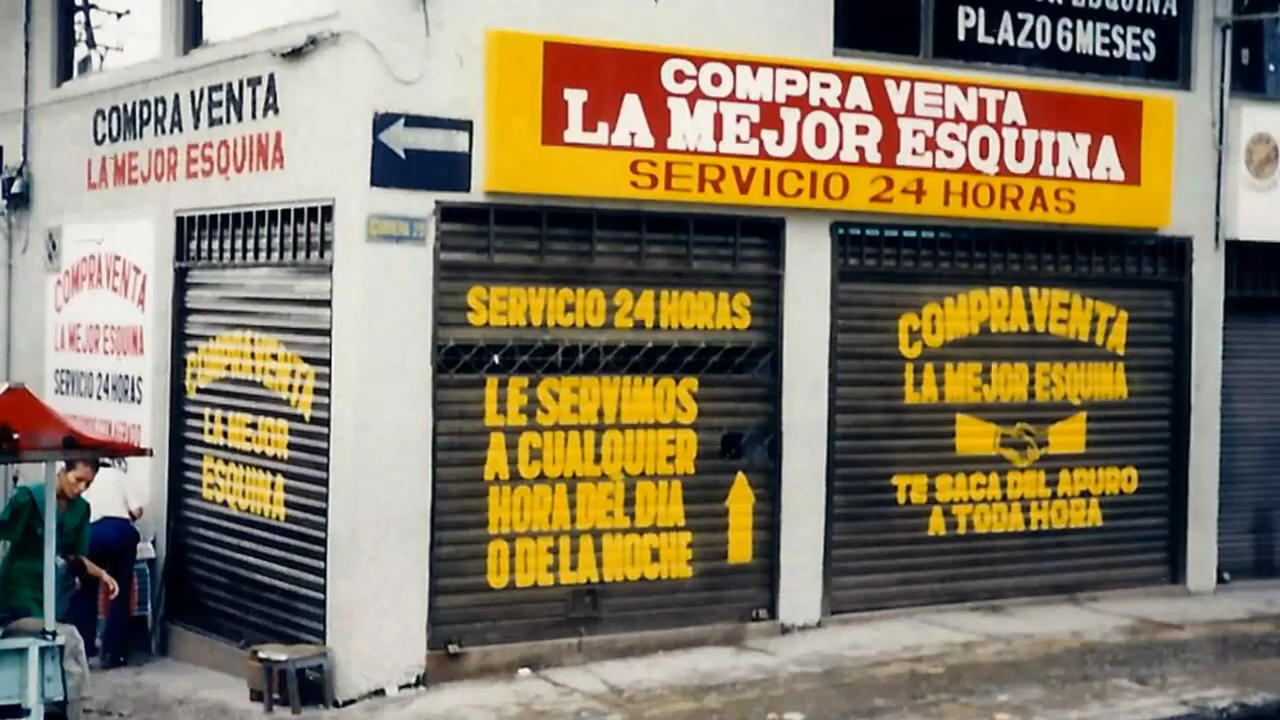 COMPRA VENTA
LA MEJOR ESQUINA
COMPRA VENTA
LA MEJOR ESQUINA
SERVICIO 24 HORAS
COMPRAVENTA
LA MEJOR
ESQUINA
ESQUINA
PLAZO 6 MESES
COMPRA VENTA
LA MEJOR ESQUINA
SERVICIO 24 HORAS
SERVICIO 24 HORAS
LE SERVIMOS
A CUALQUIER
HORA DEL DIA
O DE LA NOCHE
COMPRAVENTA
LA MEJOR ESQUINA
TE SACA DEL APURO
A TODA HORA